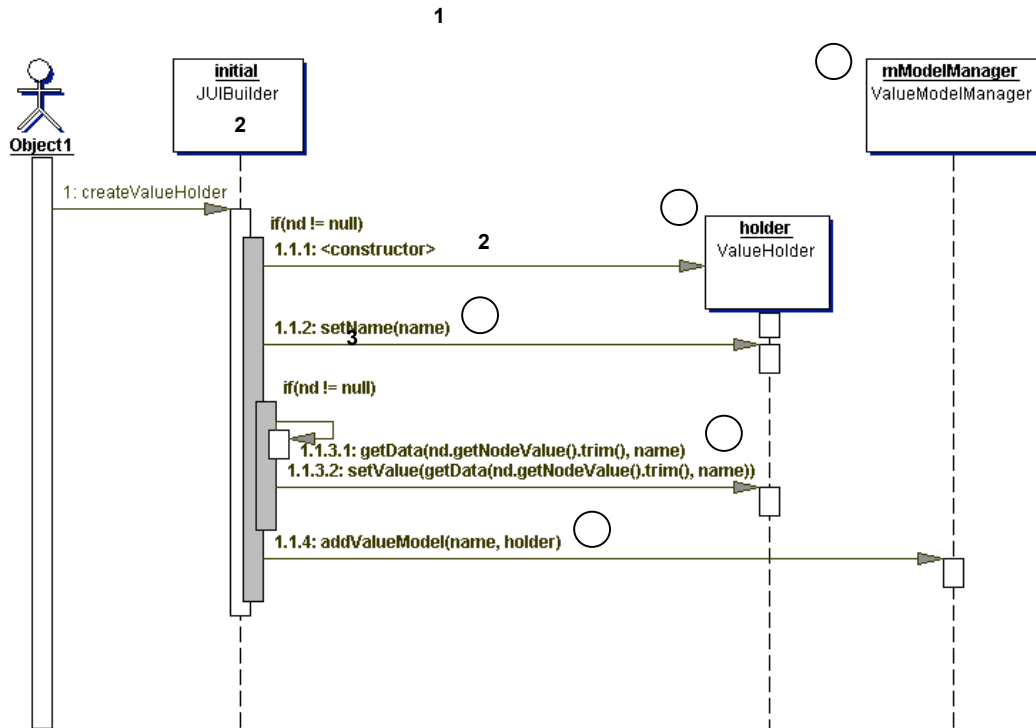 1
initial
JUIBuilder
2
mModelManager
ValueModelManager
Object1
1: createValueHolder
if(nd != null)
1.1.1: <constructor>
2
holder
ValueHolder
1.1.2: setName(name)
3
if(nd != null)
1.1.3.1: getData(nd.getNodeValue().trim(), name)
1.1.3.2: setValue(getData(nd.getNodeValue().trim(), name))
1.1.4: addValueModel(name, holder)